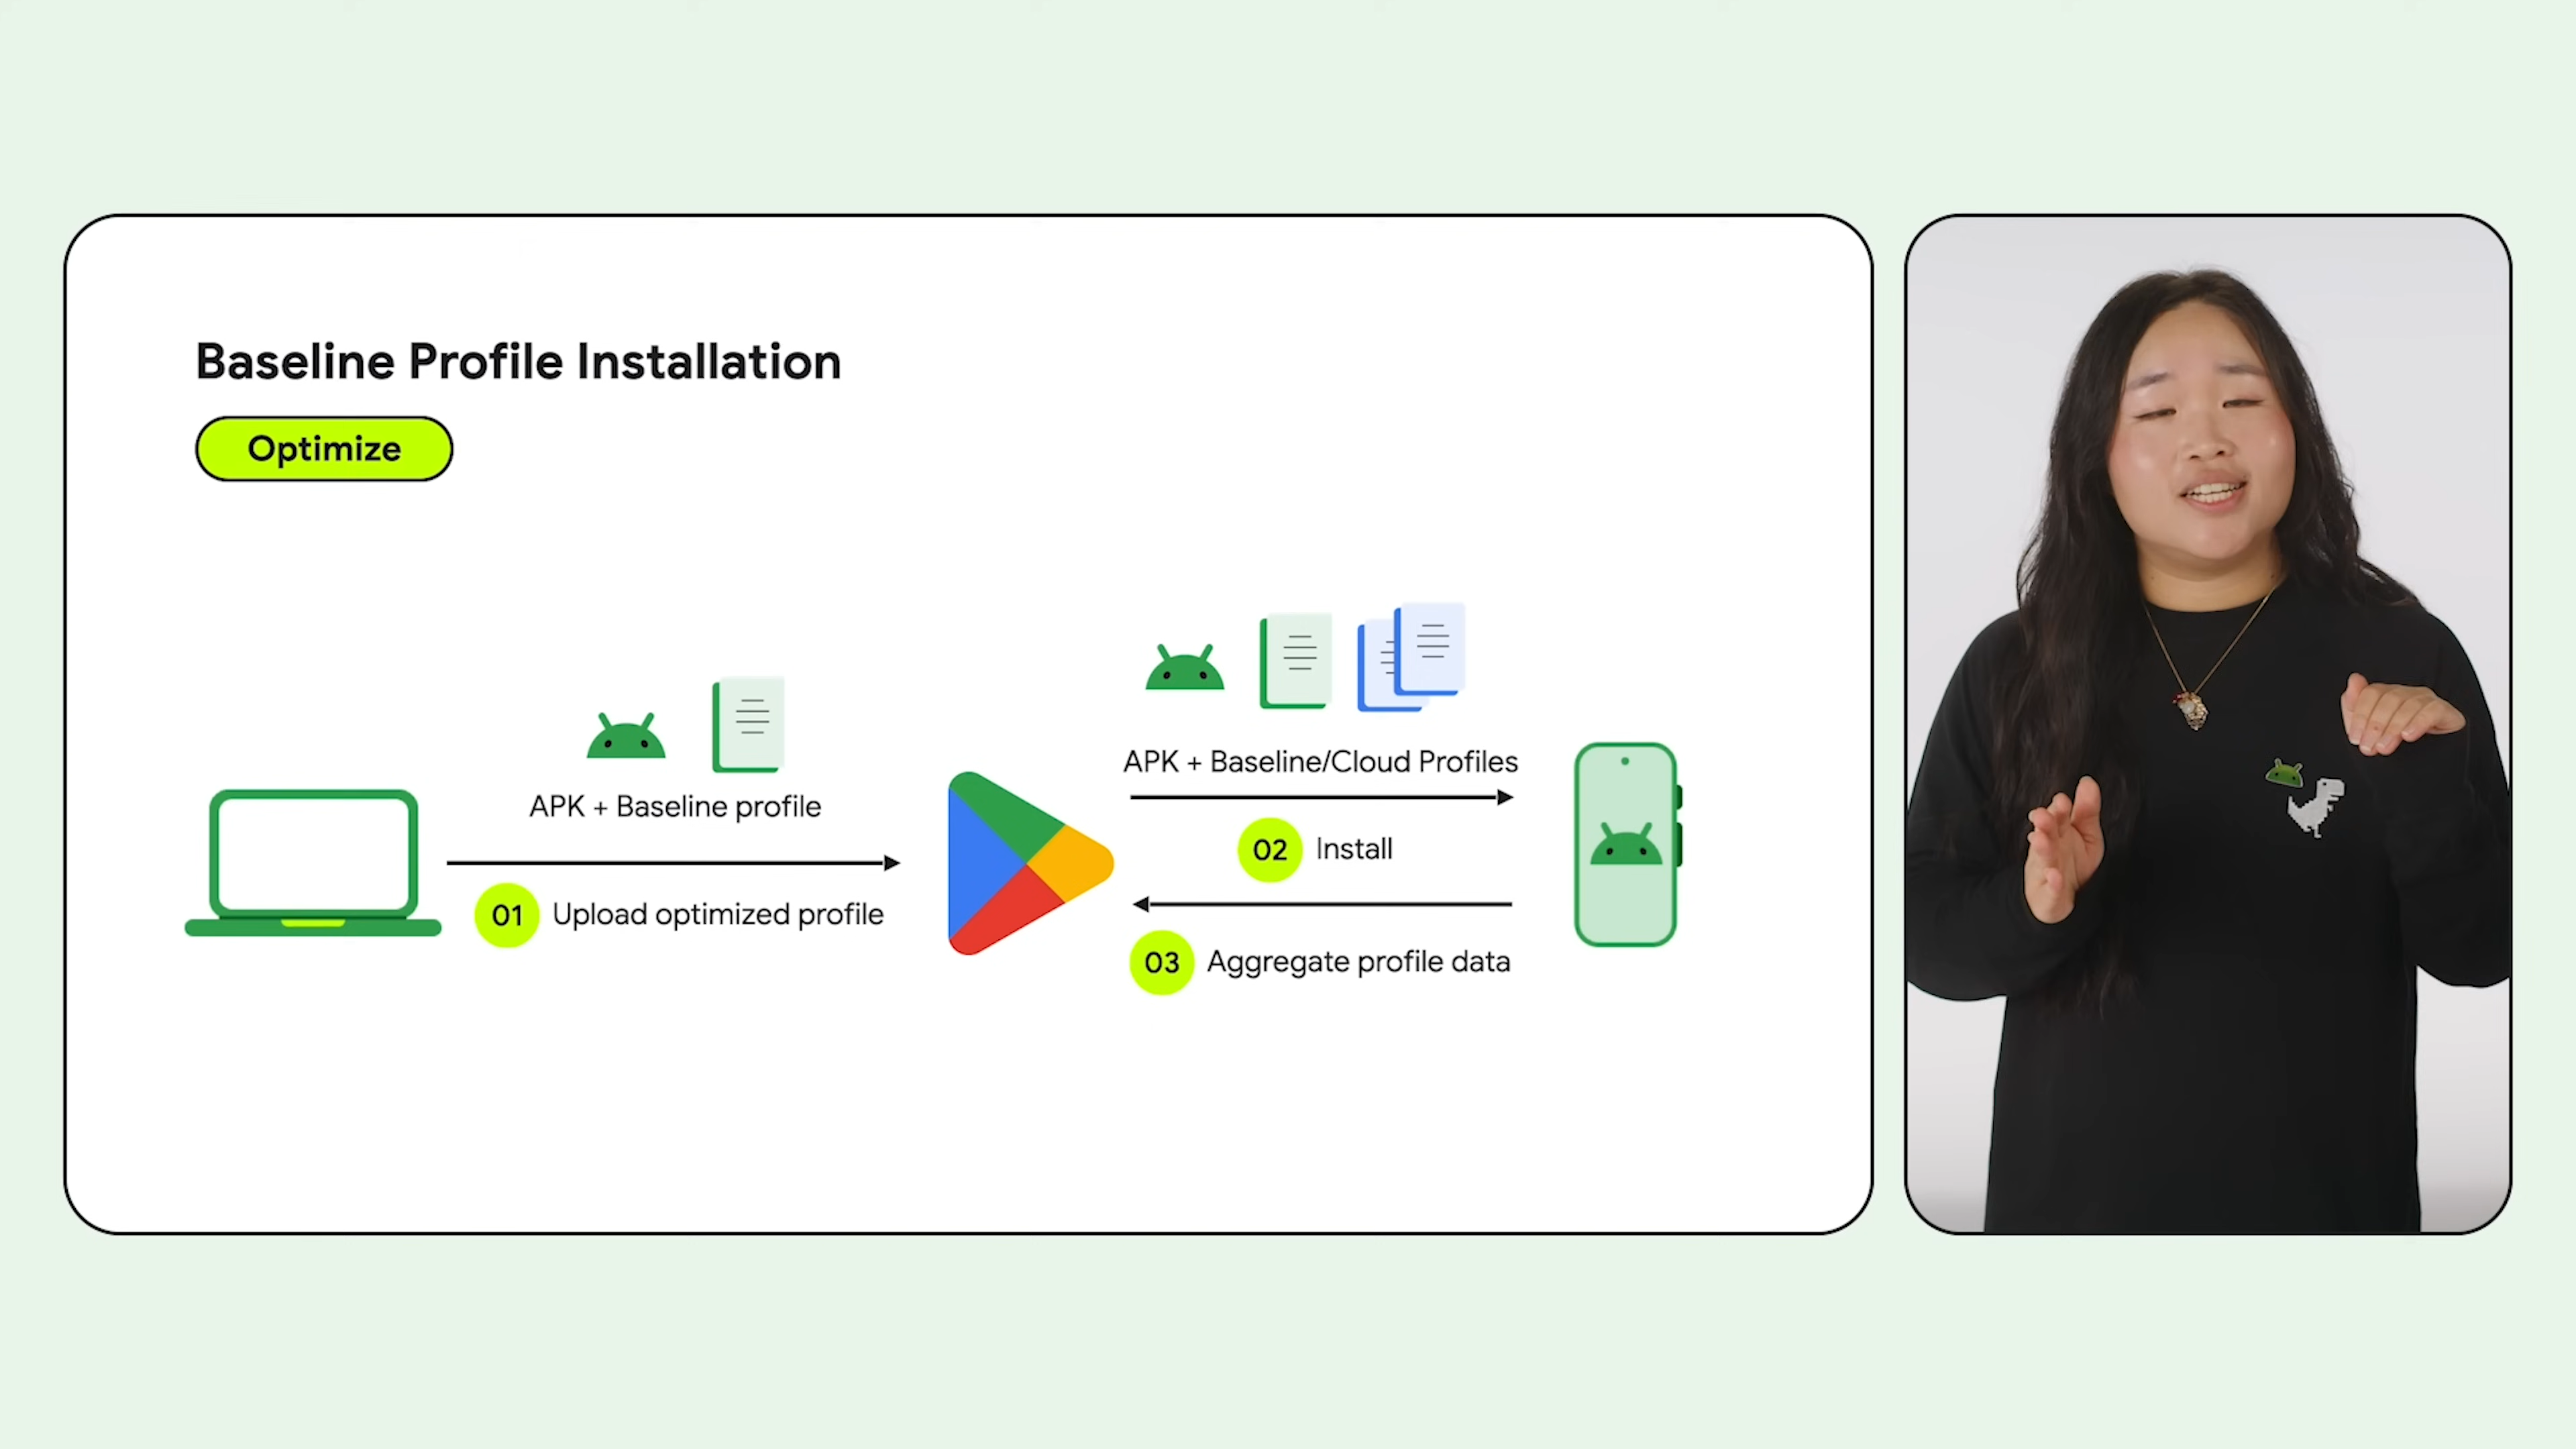 Baseline Profile Installation
Optimize
APK + Baseline profile
01 Upload optimized profile
APK + Baseline/Cloud Profiles
02 Install
03 Aggregate profile data